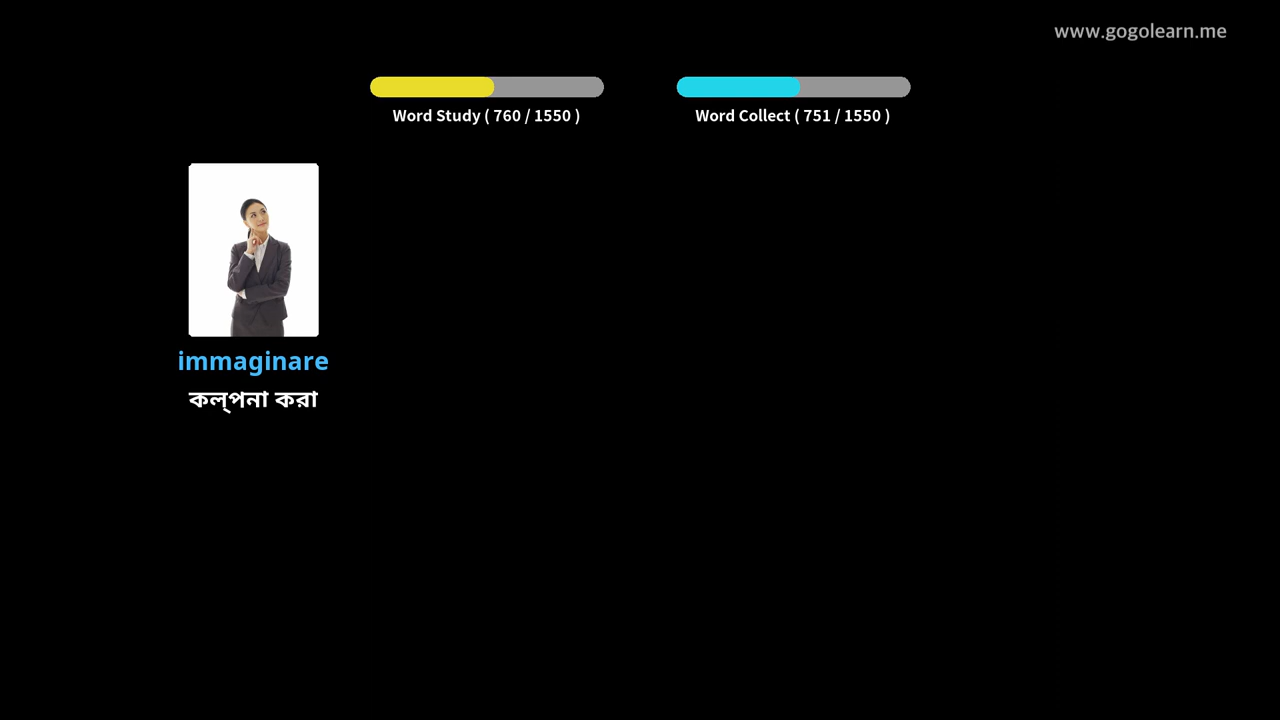 www.gogolearn.me
Word Study ( 760 / 1550 )
Word Collect ( 751 / 1550 )
immaginare
কল্পনা করা